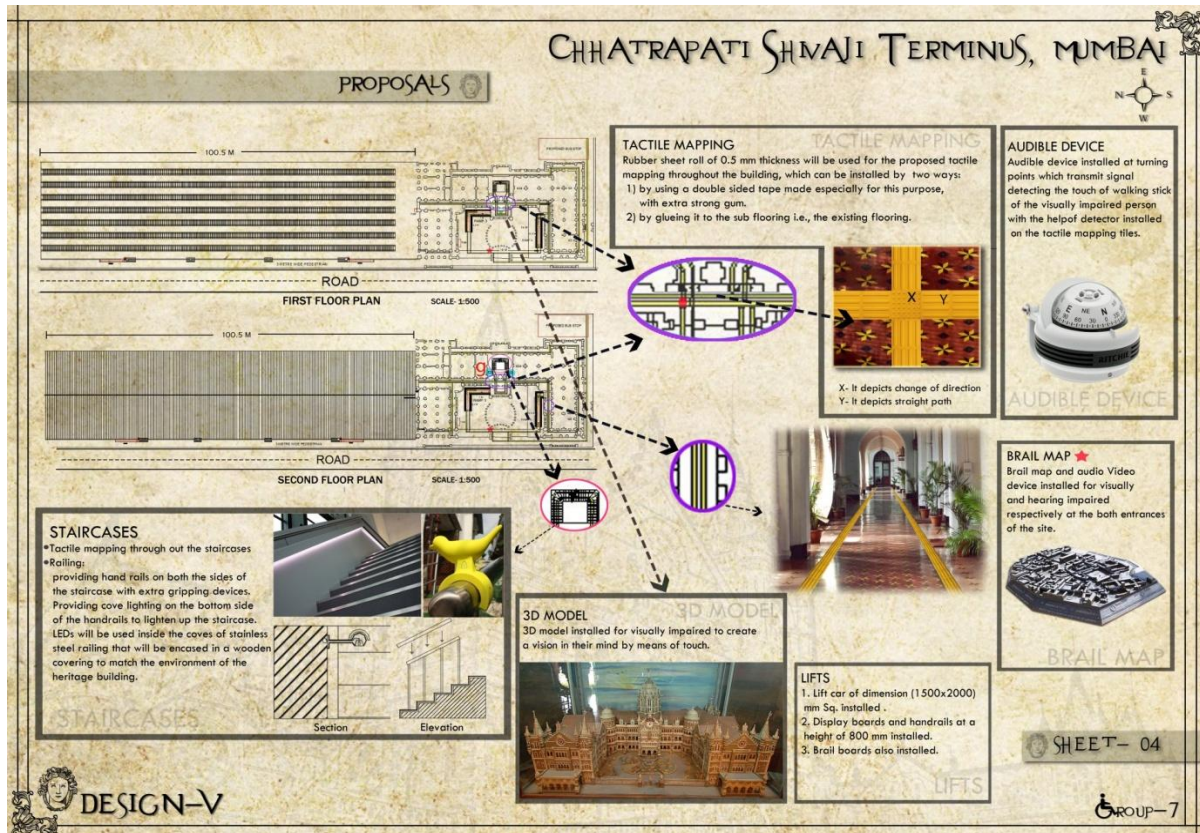 CHHATRAPATI SHIVAJI TERMINUS, MUMBAI
PROPOSALS
E
N S
W
100.5 M
ROAD
FIRST FLOOR PLAN SCALE- 1:500
100.5 M
ROAD
SECOND FLOOR PLAN SCALE- 1:500
g
TACTILE MAPPING
TACTILE MAPPING
Rubber sheet roll of 0.5 mm thickness will be used for the proposed tactile
mapping throughout the building, which can be installed by two ways:
1) by using a double sided tape made especially for this purpose,
with extra strong gum.
2) by glueing it to the sub flooring i.e., the existing flooring.
X Y
X- It depicts change of direction
Y- It depicts straight path
AUDIBLE DEVICE
Audible device installed at turning
points which transmit signal
detecting the touch of walking stick
of the visually impaired person
with the helpof detector installed
on the tactile mapping tiles.
E NE N
RITCHIE
AUDIBLE DEVICE
BRAIL MAP
Brail map and audio Video
device installed for visually
and hearing impaired
respectively at the both entrances
of the site.
BRAIL MAP
STAIRCASES
•Tactile mapping through out the staircases
•Railing:
providing hand rails on both the sides of
the staircase with extra gripping devices.
Providing cove lighting on the bottom side
of the handrails to lighten up the staircase.
LEDs will be used inside the coves of stainless
steel railing that will be encased in a wooden
covering to match the environment of the
heritage building.
STAIRCASES
Section Elevation
3D MODEL
3D MODEL
3D model installed for visually impaired to create
a vision in their mind by means of touch.
LIFTS
1. Lift car of dimension (1500x2000)
mm Sq. installed .
2. Display boards and handrails at a
height of 800 mm installed.
3. Brail boards also installed.
LIFTS
SHEET- 04
DESIGN-V
GROUP-7